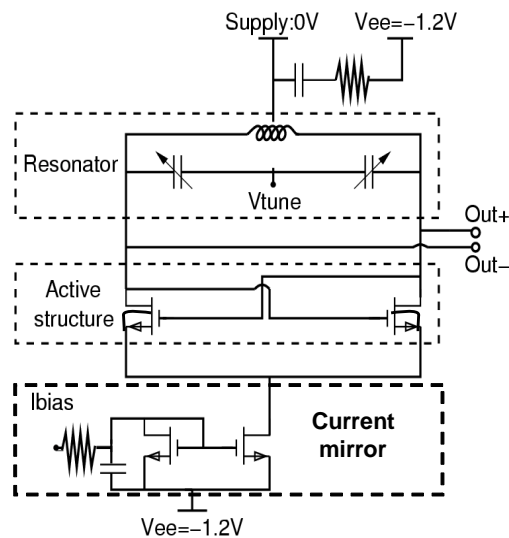 Supply:0V
Vee=−1.2V
Resonator
Vtune
Out+
Out−
Active
structure
Ibias
Current
mirror
Vee=−1.2V